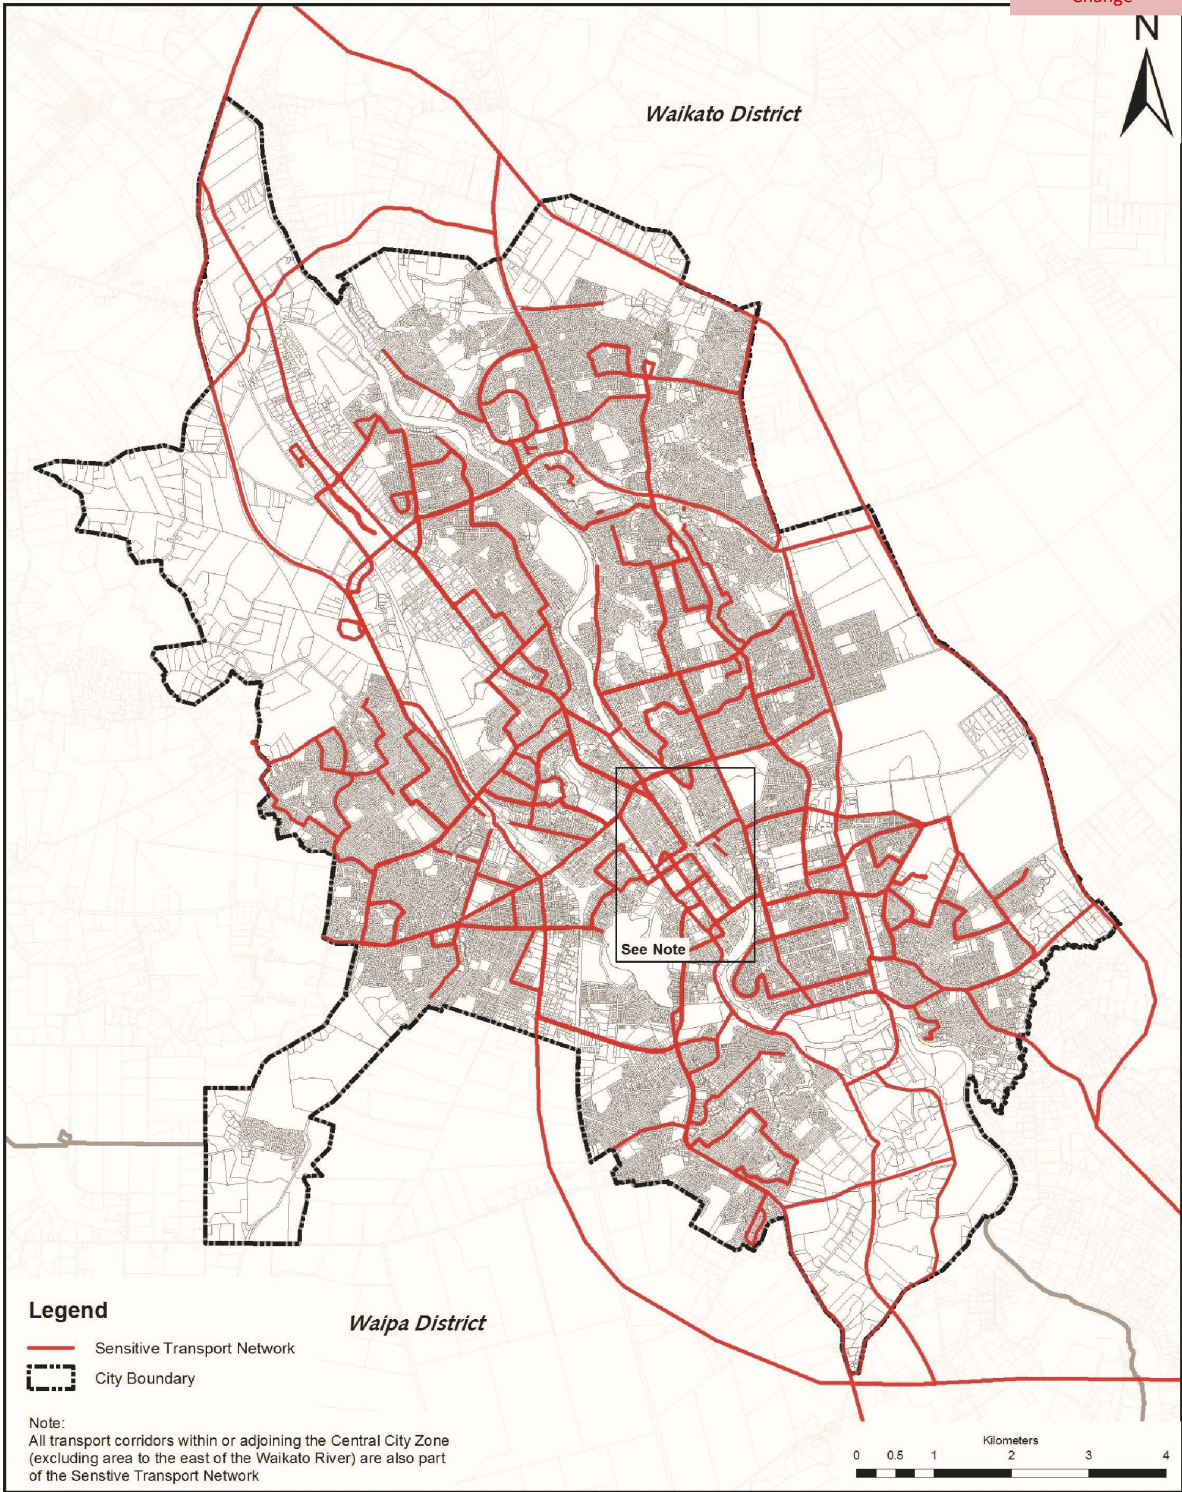 Change
N
Waikato District
See Note
Legend
Waipa District
Sensitive Transport Network
City Boundary
Note:
All transport corridors within or adjoining the Central City Zone
(excluding area to the east of the Waikato River) are also part
of the Senstive Transport Network
Kilometers
0 0.5 1 2 3 4